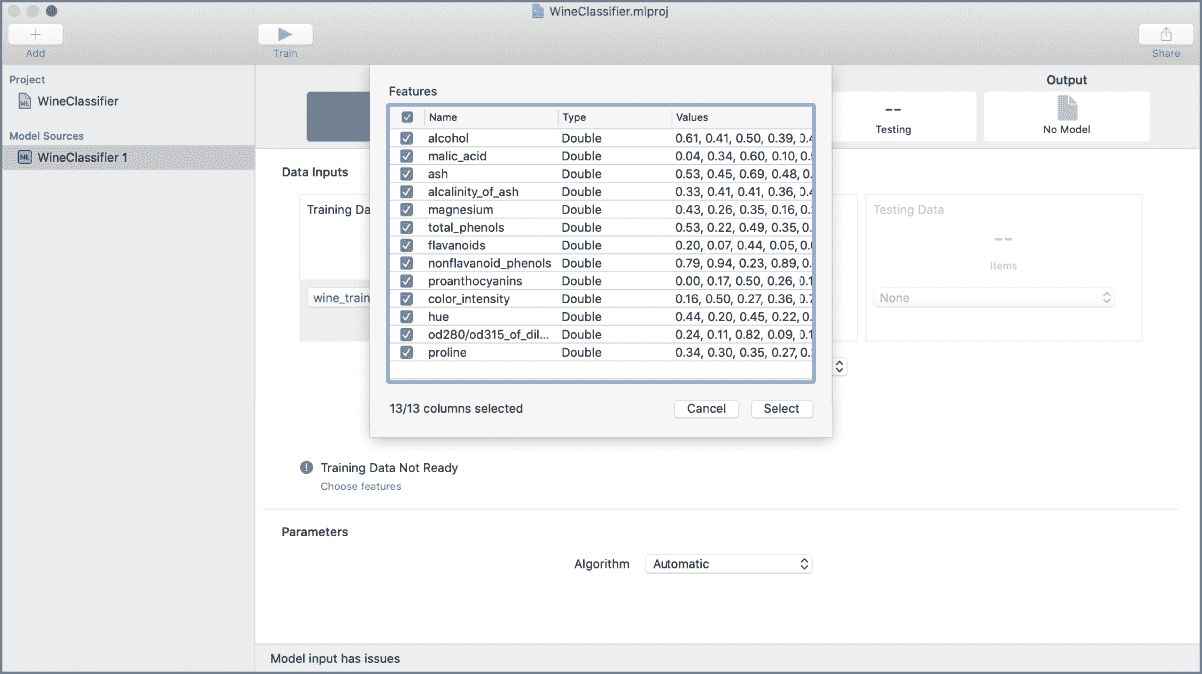 WineClassifier.mlproj
Add
Train
Share
Project
WineClassifier
Model Sources
WineClassifier 1
Output
--
Testing
No Model
Features
Name Type Values
alcohol Double 0.61, 0.41, 0.50, 0.39,
malic_acid Double 0.04, 0.34, 0.60, 0.10,
ash Double 0.53, 0.45, 0.69, 0.48,
alcalinity_of_ash Double 0.33, 0.41, 0.41, 0.36,
magnesium Double 0.43, 0.26, 0.35, 0.16,
total_phenols Double 0.53, 0.22, 0.49, 0.35,
flavanoids Double 0.20, 0.07, 0.44, 0.05,
nonflavanoid_phenols Double 0.79, 0.94, 0.23, 0.89,
proanthocyanins Double 0.00, 0.17, 0.50, 0.26,
color_intensity Double 0.16, 0.50, 0.27, 0.36,
hue Double 0.44, 0.20, 0.45, 0.22,
od280/od315_of_dil... Double 0.24, 0.11, 0.82, 0.09,
proline Double 0.34, 0.30, 0.35, 0.27,
13/13 columns selected
Cancel Select
Data Inputs
Training Da
wine_train
Testing Data
--
Items
None
Training Data Not Ready
Choose features
Parameters
Algorithm Automatic
Model input has issues